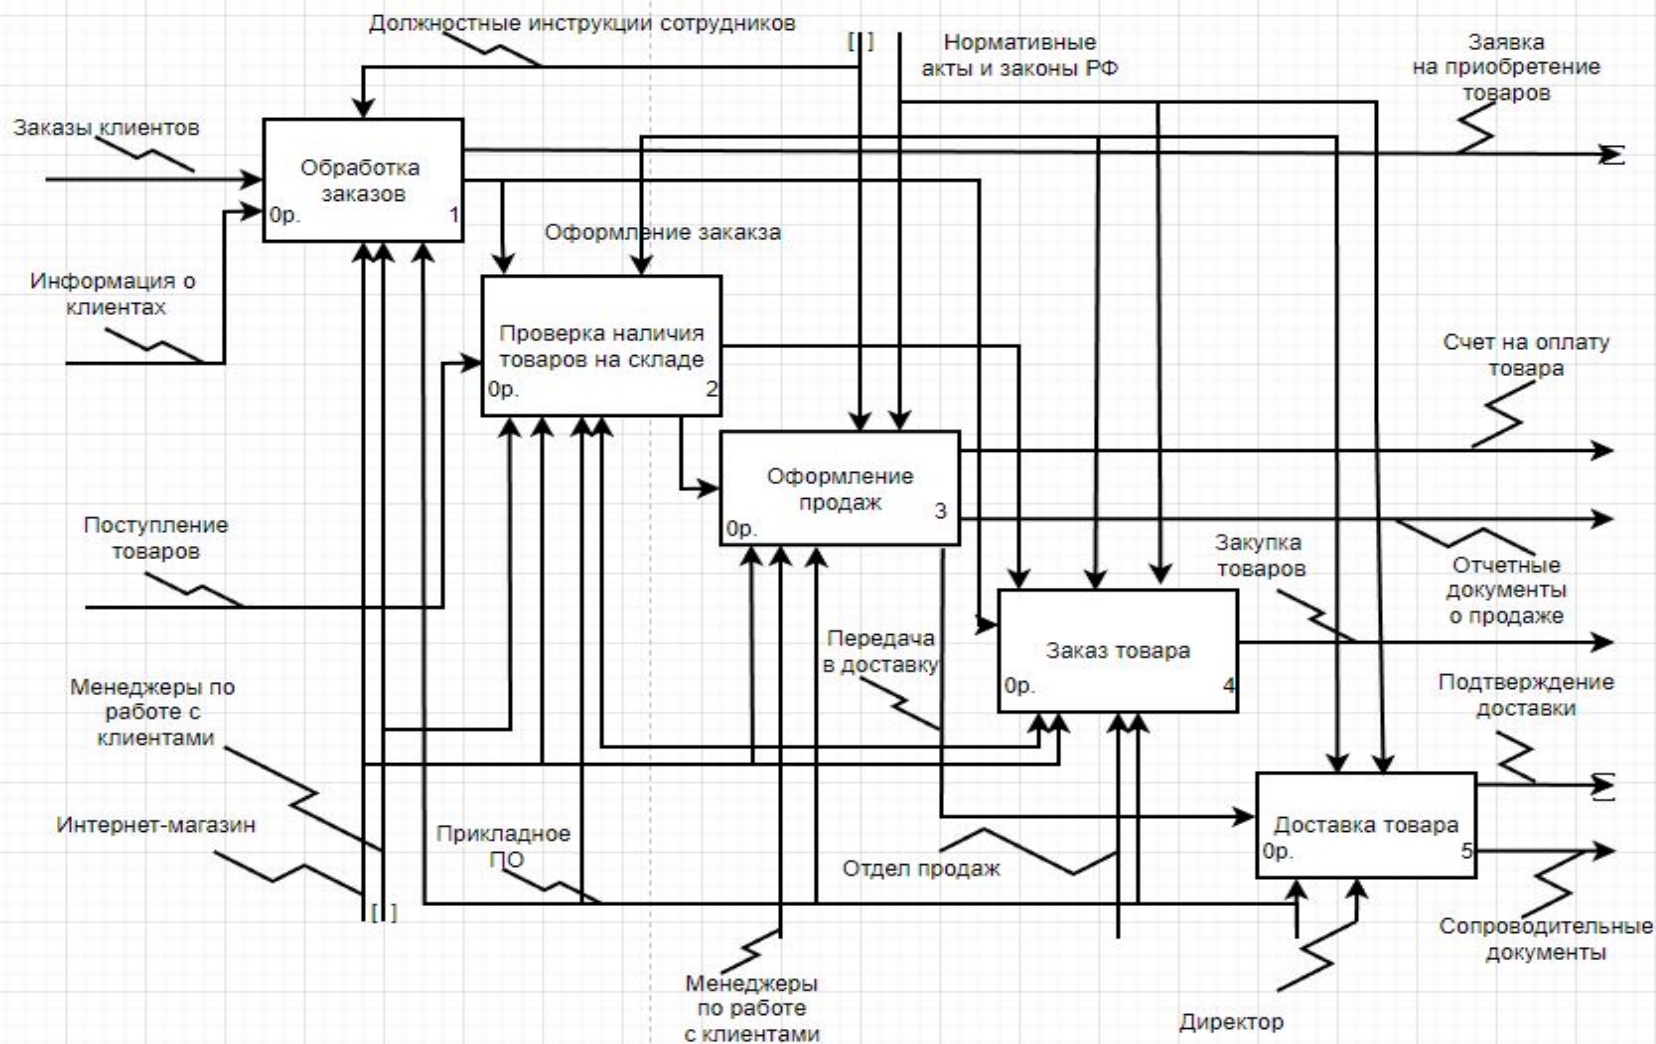 Должностные инструкции сотрудников
[ ]
Нормативные
акты и законы РФ
Заявка
на приобретение
товаров
[
Заказы клиентов
Обработка
заказов
0р.
1
Оформление закакза
Информация о
клиентах
Проверка наличия
товаров на складе
0р.
2
Счет на оплату
товара
Оформление
продаж
0р.
3
Поступление
товаров
Закупка
товаров
Отчетные
документы
о продаже
Передача
в доставку
Заказ товара
0р.
4
Менеджеры по
работе с
клиентами
Подтверждение
доставки
[
Интернет-магазин
Прикладное
ПО
Отдел продаж
Доставка товара
0р.
5
[ ]
Сопроводительные
документы
Менеджеры
по работе
с клиентами
Директор